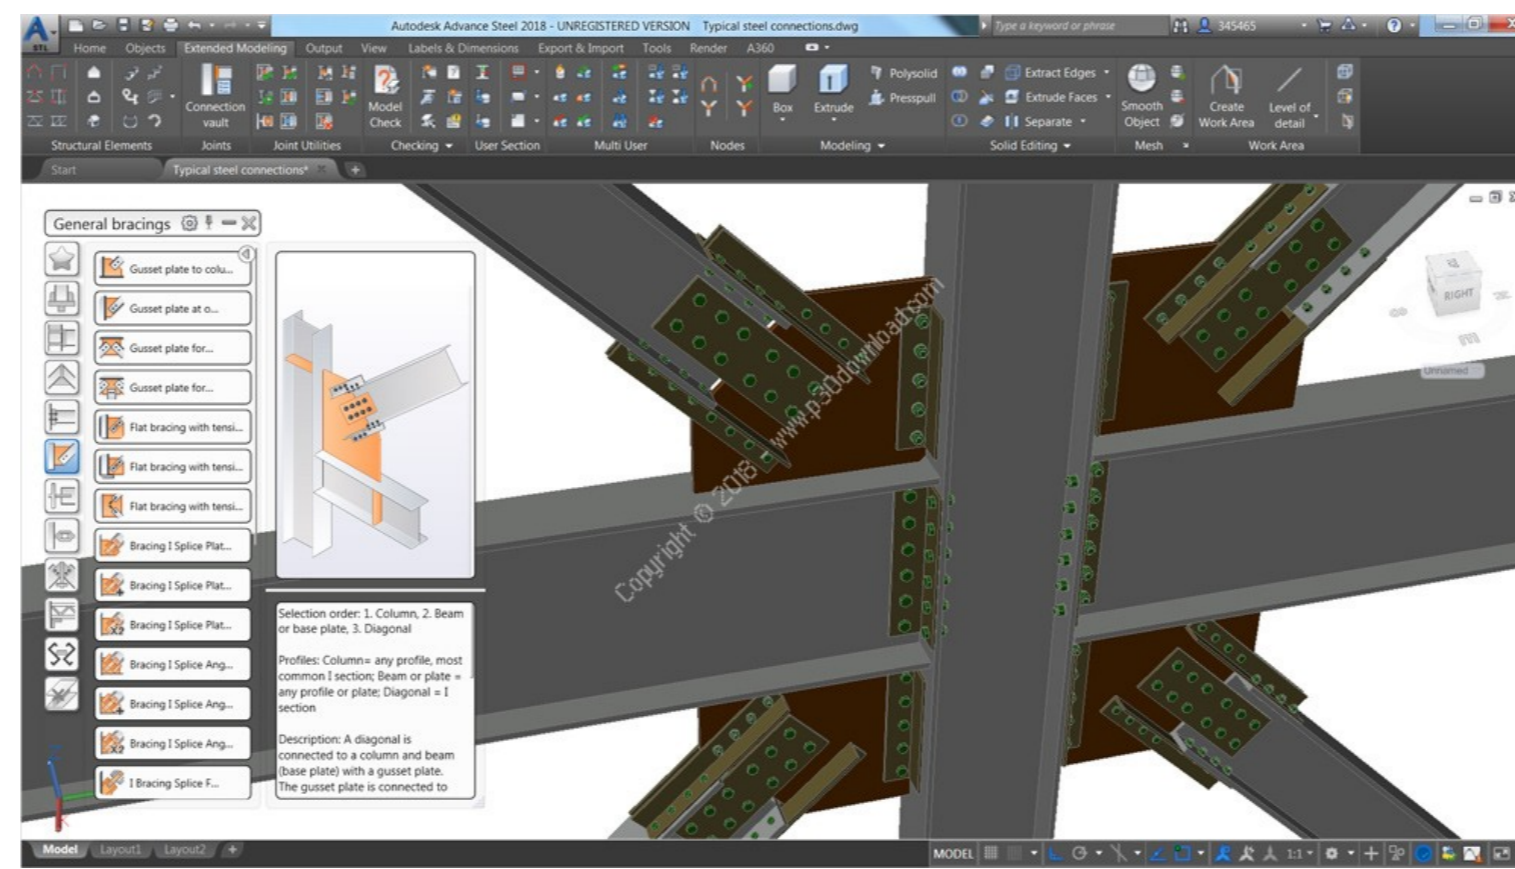 Autodesk Advance Steel 2018 - UNREGISTERED VERSION Typical steel connections.dwg
Type a keyword or phrase
345465
STL
Home Objects Extended Modeling Output View Labels & Dimensions Export & Import Tools Render A360
Polysolid
Presspull
Extract Edges
Extrude Faces
Separate
Connection vault
Model Check
Box
Extrude
Smooth Object
Create Work Area
Level of detail
Structural Elements Joints Joint Utilities Checking User Section Multi User Nodes Modeling Solid Editing Mesh Work Area
Start Typical steel connections*
General bracings
Gusset plate to colu...
Gusset plate at o...
Gusset plate for...
Gusset plate for...
Flat bracing with tensi...
Flat bracing with tensi...
Flat bracing with tensi...
Bracing I Splice Plat...
Bracing I Splice Plat...
Bracing I Splice Plat...
Bracing I Splice Ang...
Bracing I Splice Ang...
Bracing I Splice Ang...
I Bracing Splice F...
Selection order: 1. Column, 2. Beam
or base plate, 3. Diagonal
Profiles: Column= any profile, most
common I section; Beam or plate =
any profile or plate; Diagonal = I
section
Description: A diagonal is
connected to a column and beam
(base plate) with a gusset plate.
The gusset plate is connected to
Copyright © 2018 - www.p30download.com
RIGHT
Unnamed
Model Layout1 Layout2 +
MODEL
1:1